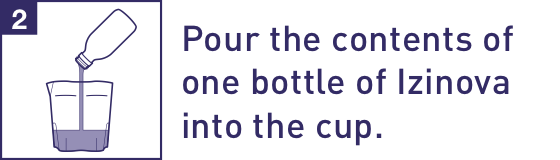 2
Pour the contents of
one bottle of Izinova
into the cup.